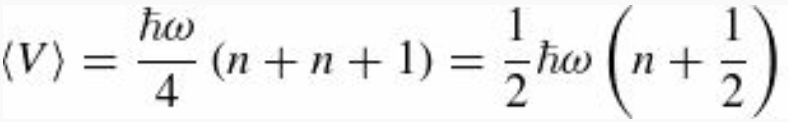 ⟨V⟩ = ħω/4 (n + n + 1) = 1/2 ħω (n + 1/2)